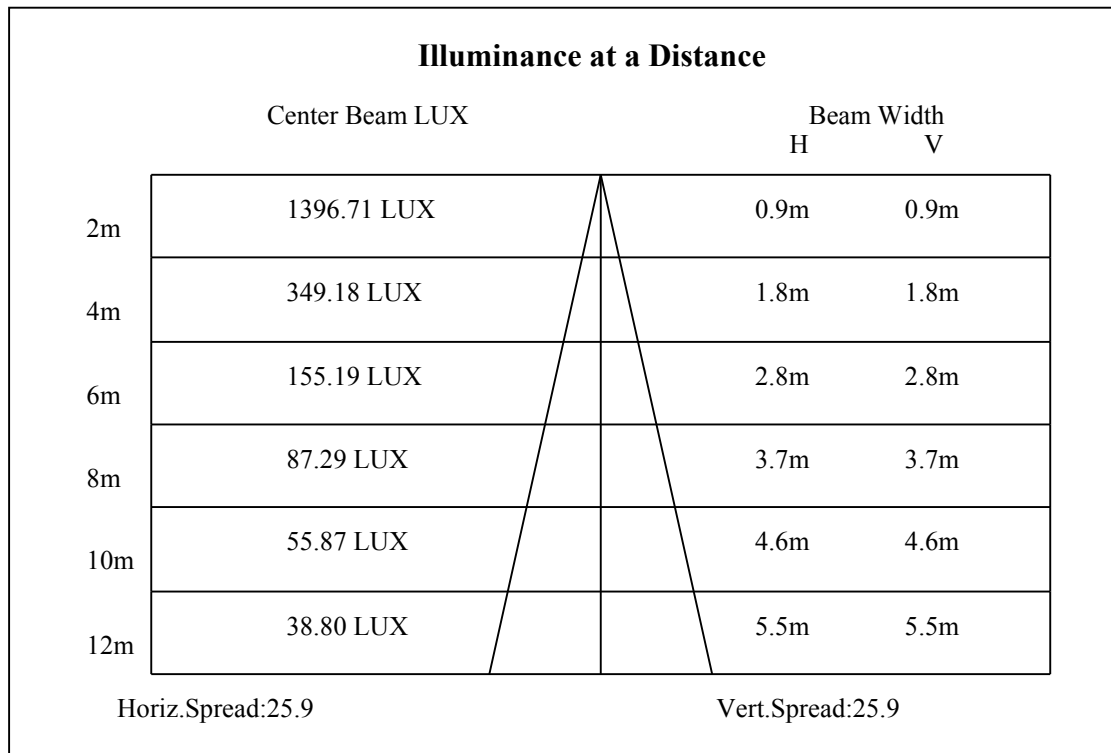 Illuminance at a Distance
Center Beam LUX Beam Width
H V
2m 1396.71 LUX 0.9m 0.9m
4m 349.18 LUX 1.8m 1.8m
6m 155.19 LUX 2.8m 2.8m
8m 87.29 LUX 3.7m 3.7m
10m 55.87 LUX 4.6m 4.6m
12m 38.80 LUX 5.5m 5.5m
Horiz.Spread:25.9 Vert.Spread:25.9